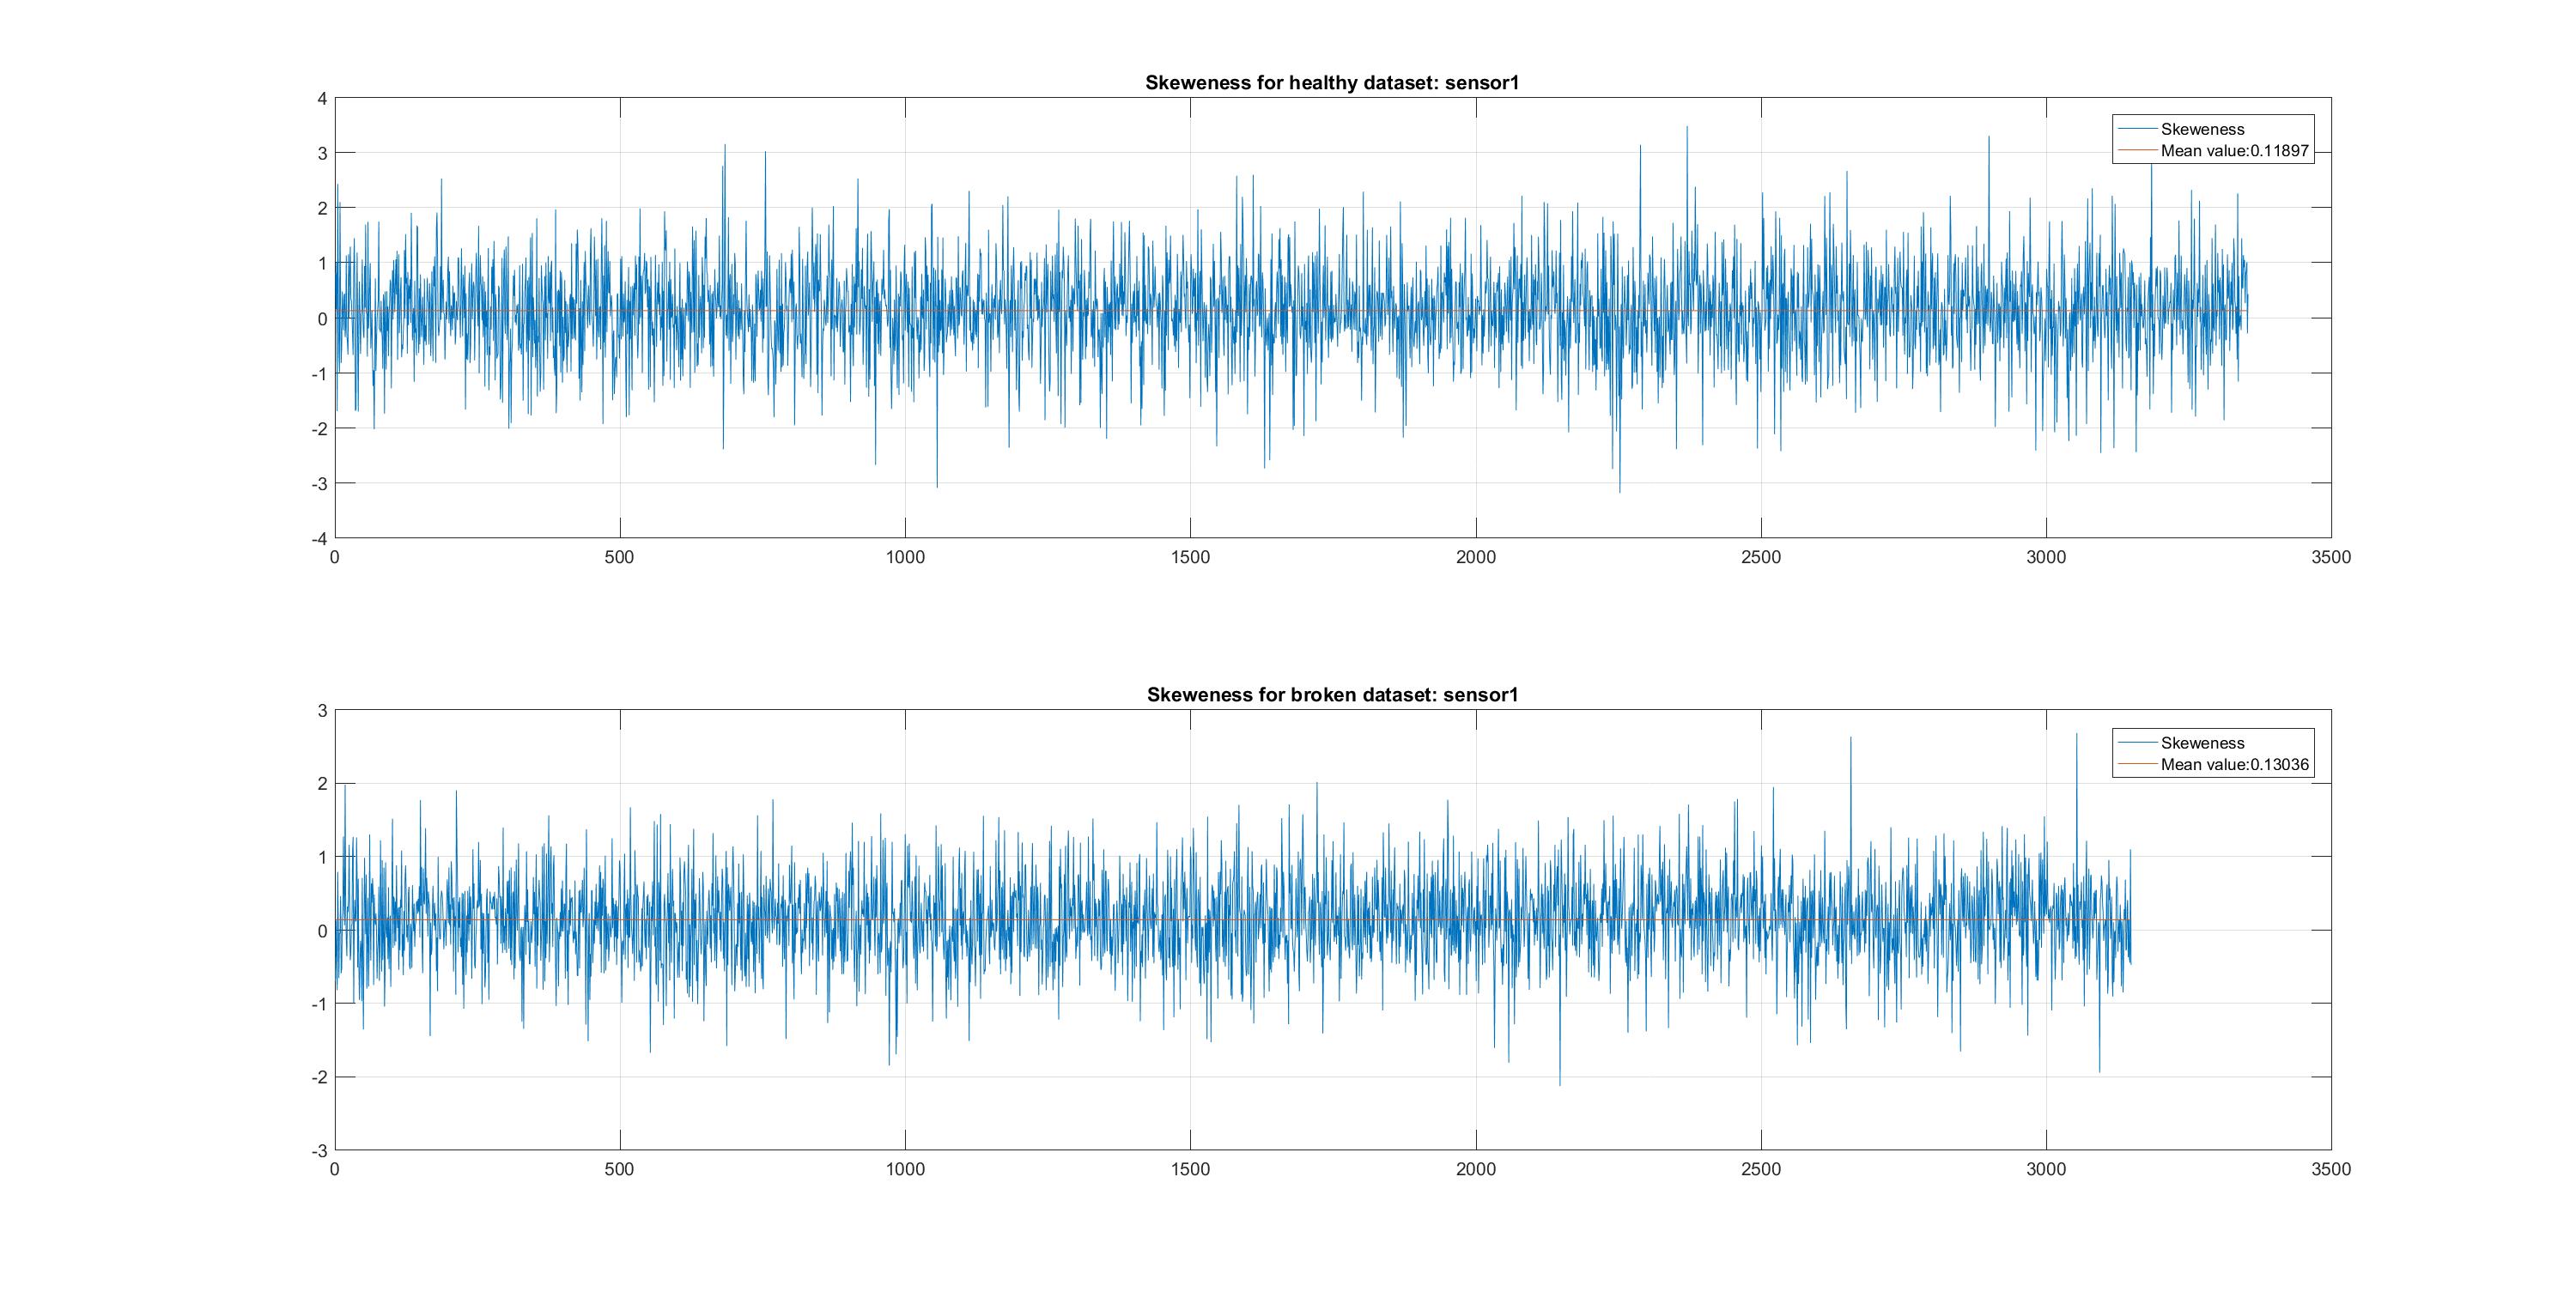 Skeweness for healthy dataset: sensor1
4
3
2
1
0
-1
-2
-3
-4
Skeweness
Mean value:0.11897
0 500 1000 1500 2000 2500 3000 3500
Skeweness for broken dataset: sensor1
3
2
1
0
-1
-2
-3
Skeweness
Mean value:0.13036
0 500 1000 1500 2000 2500 3000 3500